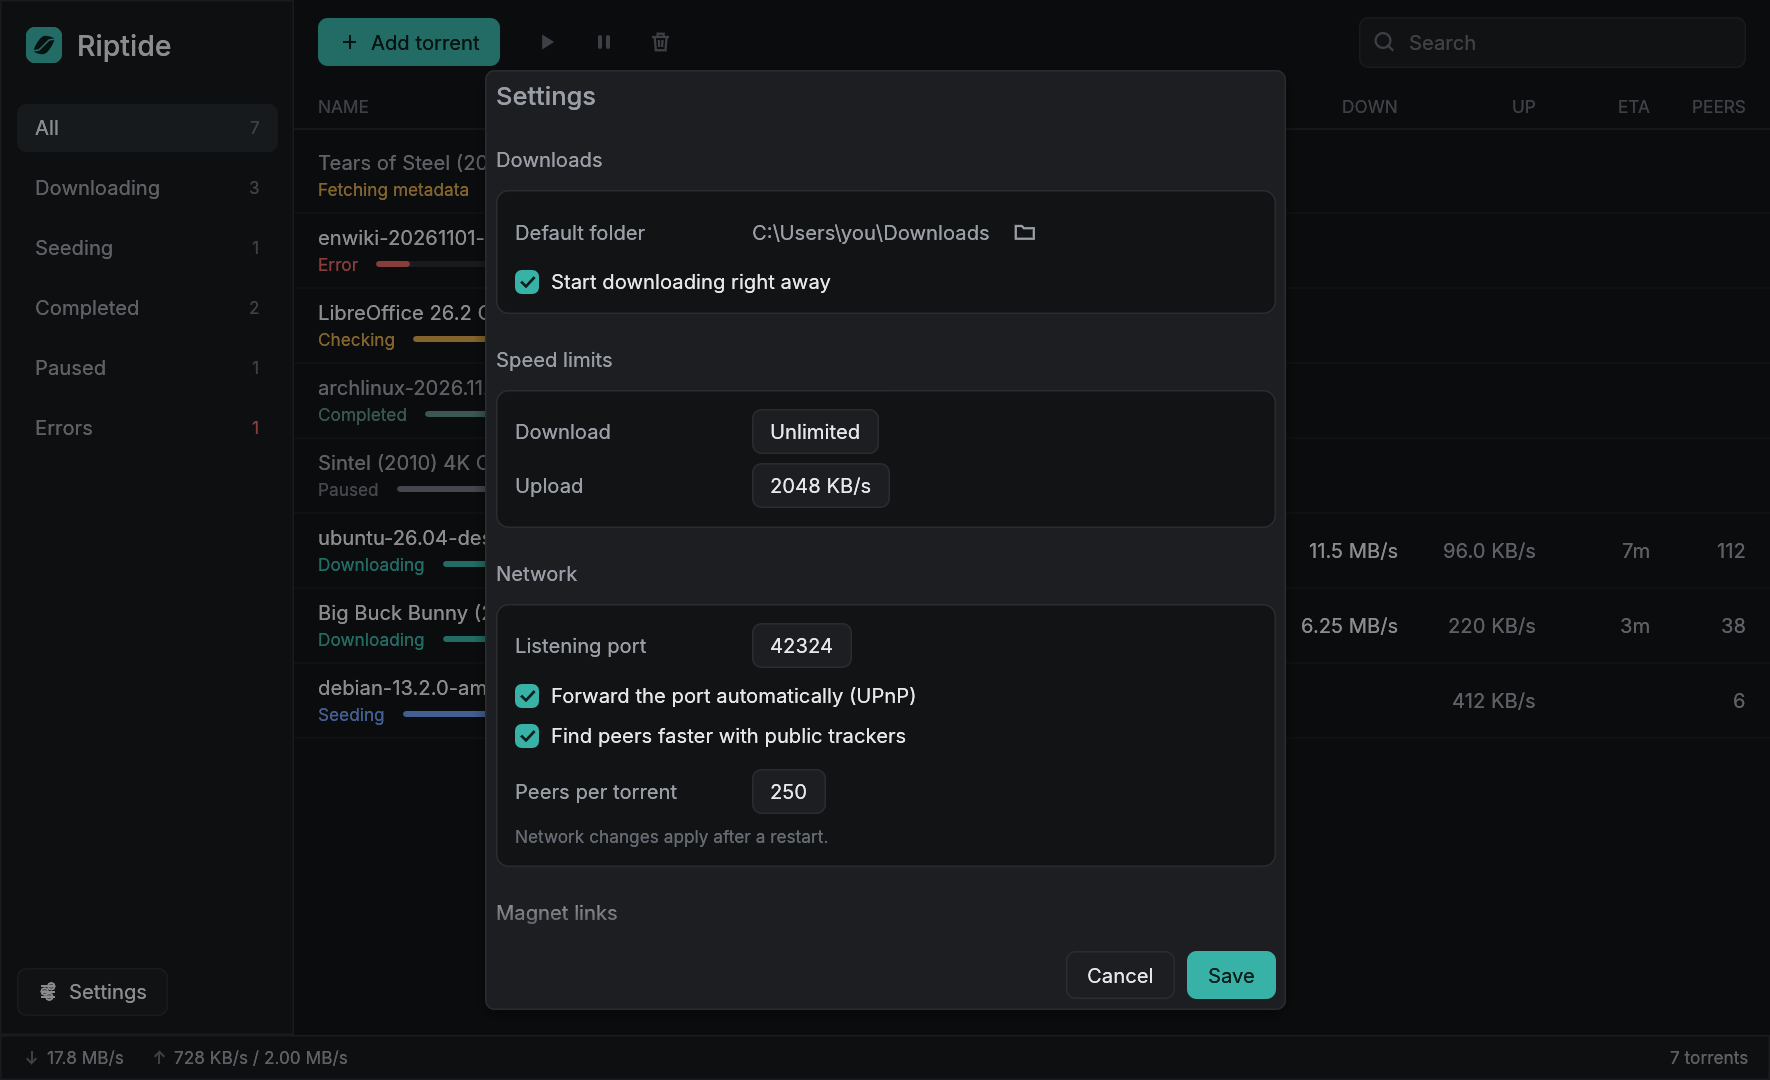 Riptide
Add torrent
Search
All 7
Downloading 3
Seeding 1
Completed 2
Paused 1
Errors 1
Settings
NAME DOWN UP ETA PEERS
Tears of Steel (20
Fetching metadata
enwiki-20261101-
Error
LibreOffice 26.2
Checking
archlinux-2026.11
Completed
Sintel (2010) 4K
Paused
ubuntu-26.04-des
Downloading
11.5 MB/s 96.0 KB/s 7m 112
Big Buck Bunny (2
Downloading
6.25 MB/s 220 KB/s 3m 38
debian-13.2.0-am
Seeding
412 KB/s 6
Settings
Downloads
Default folder C:\Users\you\Downloads
Start downloading right away
Speed limits
Download Unlimited
Upload 2048 KB/s
Network
Listening port 42324
Forward the port automatically (UPnP)
Find peers faster with public trackers
Peers per torrent 250
Network changes apply after a restart.
Magnet links
Cancel Save
17.8 MB/s 728 KB/s / 2.00 MB/s 7 torrents